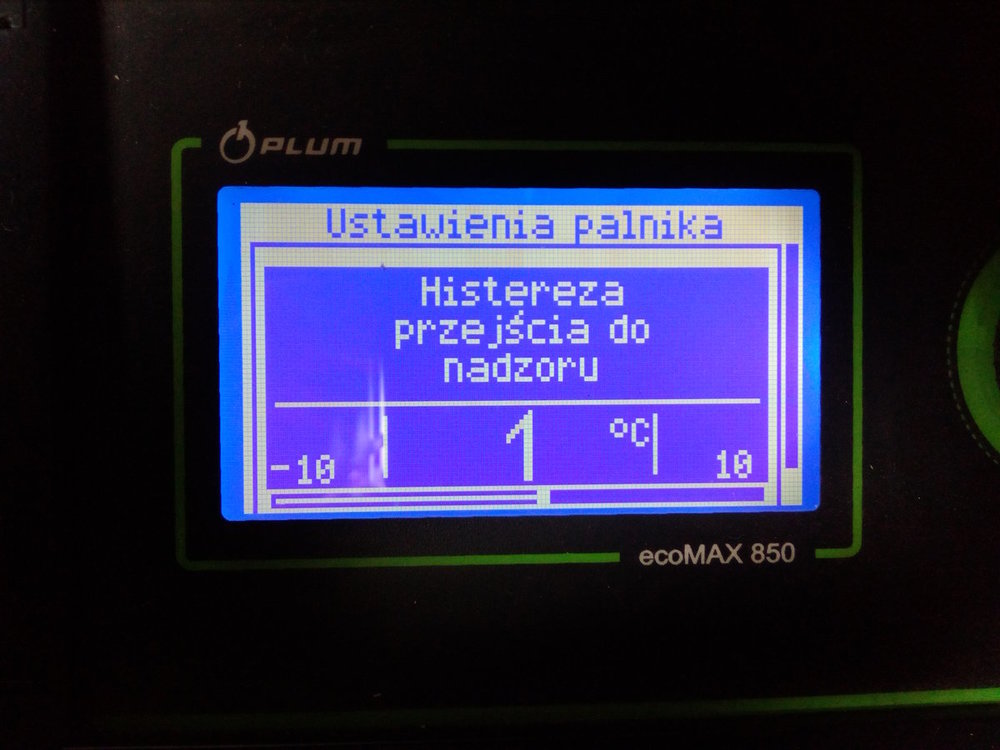 PLUM
Ustawienia palnika
Histereza
przejścia do
nadzoru
-10 1 °C 10
ecoMAX 850